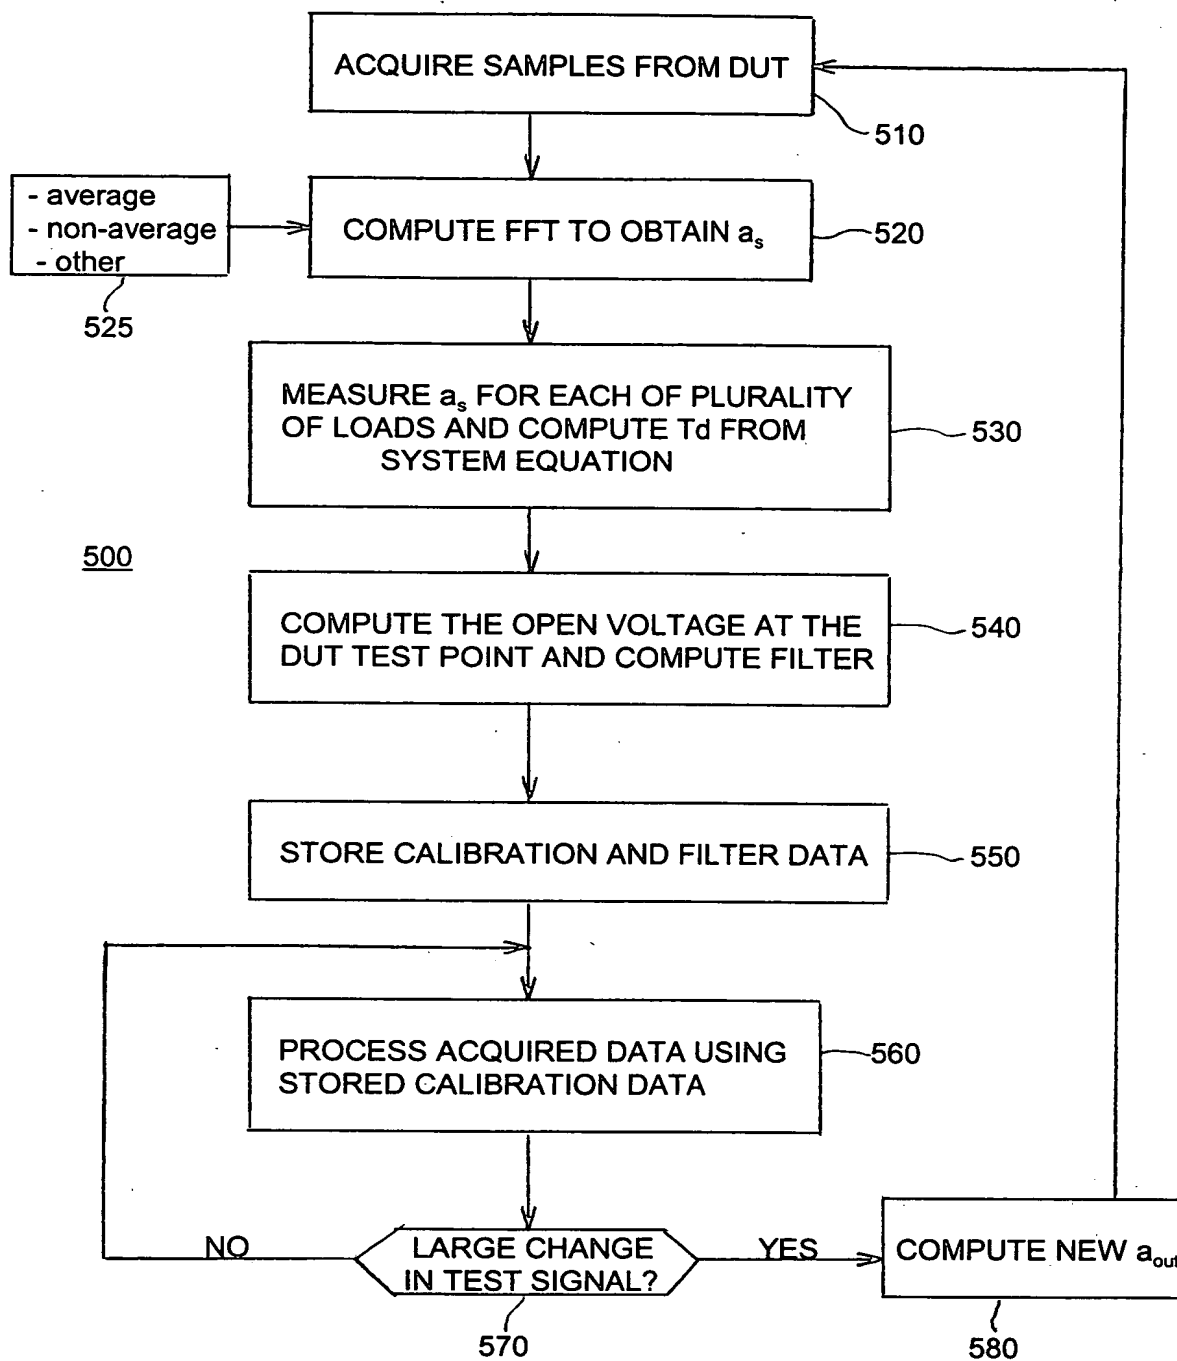 ACQUIRE SAMPLES FROM DUT
510
- average
- non-average
- other
525
COMPUTE FFT TO OBTAIN aₛ
520
MEASURE aₛ FOR EACH OF PLURALITY
OF LOADS AND COMPUTE Td FROM
SYSTEM EQUATION
530
500
COMPUTE THE OPEN VOLTAGE AT THE
DUT TEST POINT AND COMPUTE FILTER
540
STORE CALIBRATION AND FILTER DATA
550
PROCESS ACQUIRED DATA USING
STORED CALIBRATION DATA
560
NO
LARGE CHANGE
IN TEST SIGNAL?
YES
COMPUTE NEW aout
570
580